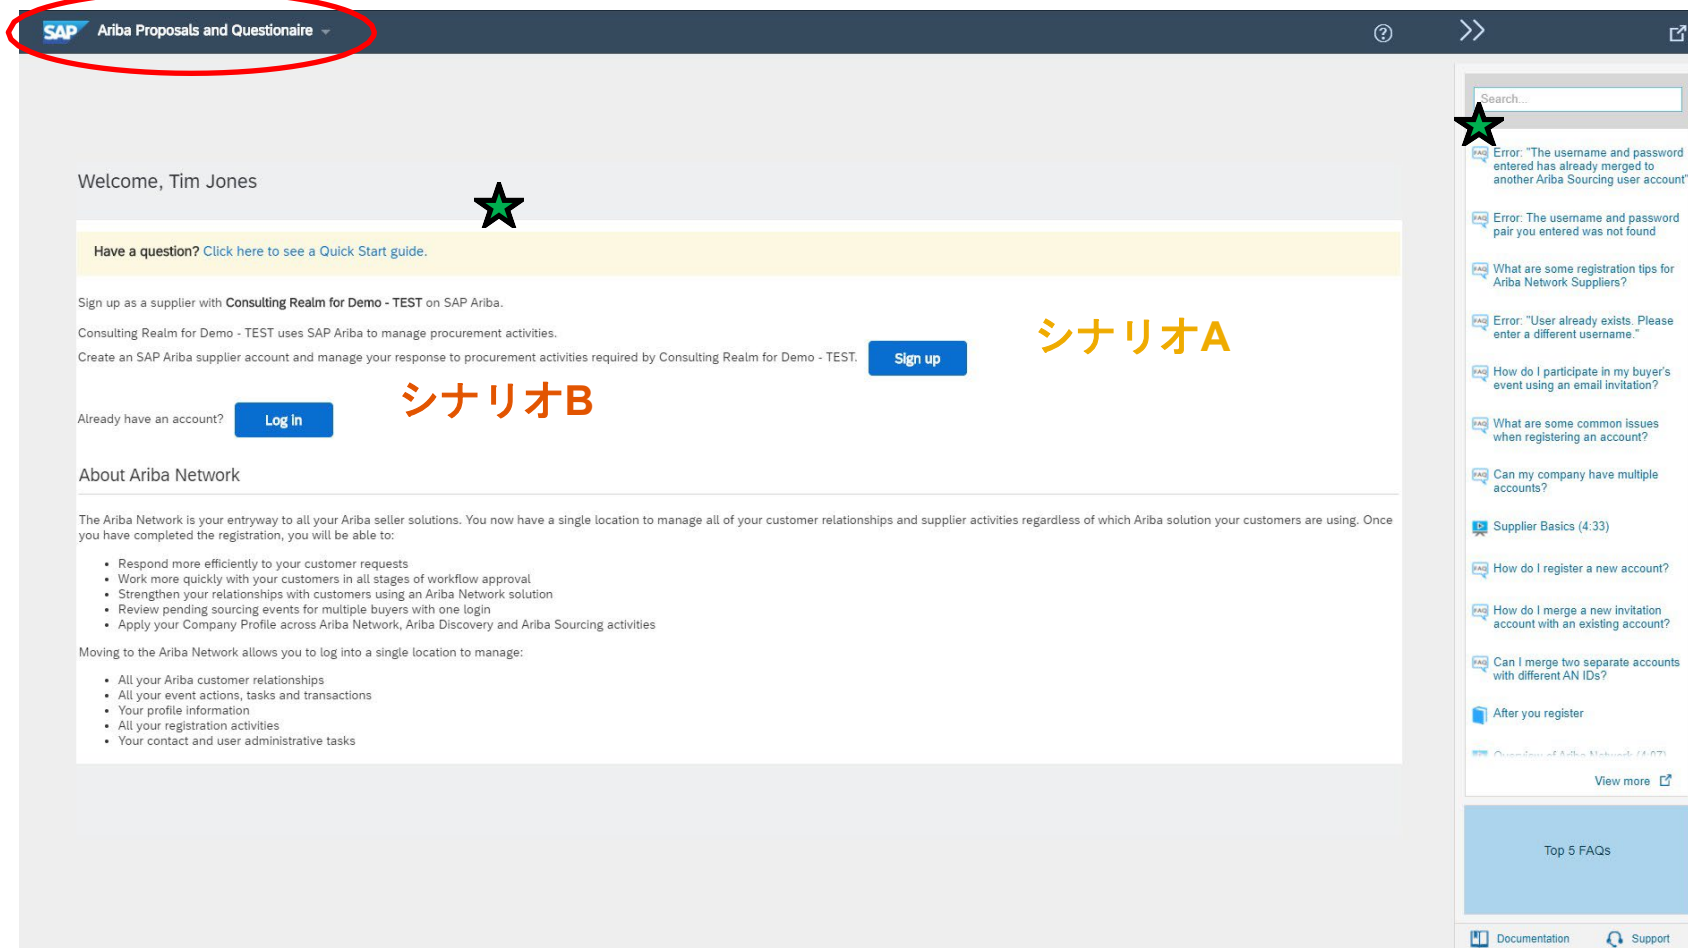 SAP Ariba Proposals and Questionaire
Search...
Welcome, Tim Jones
Have a question? Click here to see a Quick Start guide.
Sign up as a supplier with Consulting Realm for Demo - TEST on SAP Ariba.
Consulting Realm for Demo - TEST uses SAP Ariba to manage procurement activities.
Create an SAP Ariba supplier account and manage your response to procurement activities required by Consulting Realm for Demo - TEST. Sign up
シナリオA
シナリオB
Already have an account? Log in
About Ariba Network
The Ariba Network is your entryway to all your Ariba seller solutions. You now have a single location to manage all of your customer relationships and supplier activities regardless of which Ariba solution your customers are using. Once
you have completed the registration, you will be able to:
• Respond more efficiently to your customer requests
• Work more quickly with your customers in all stages of workflow approval
• Strengthen your relationships with customers using an Ariba Network solution
• Review pending sourcing events for multiple buyers with one login
• Apply your Company Profile across Ariba Network, Ariba Discovery and Ariba Sourcing activities
Moving to the Ariba Network allows you to log into a single location to manage:
• All your Ariba customer relationships
• All your event actions, tasks and transactions
• Your profile information
• All your registration activities
• Your contact and user administrative tasks
FAQ Error: "The username and password
entered has already merged to
another Ariba Sourcing user account"
FAQ Error: The username and password
pair you entered was not found
FAQ What are some registration tips for
Ariba Network Suppliers?
FAQ Error: "User already exists. Please
enter a different username."
FAQ How do I participate in my buyer's
event using an email invitation?
FAQ What are some common issues
when registering an account?
FAQ Can my company have multiple
accounts?
Supplier Basics (4:33)
FAQ How do I register a new account?
FAQ How do I merge a new invitation
account with an existing account?
FAQ Can I merge two separate accounts
with different AN IDs?
After you register
Overview of Ariba Network (4:07)
View more
Top 5 FAQs
Documentation
Support